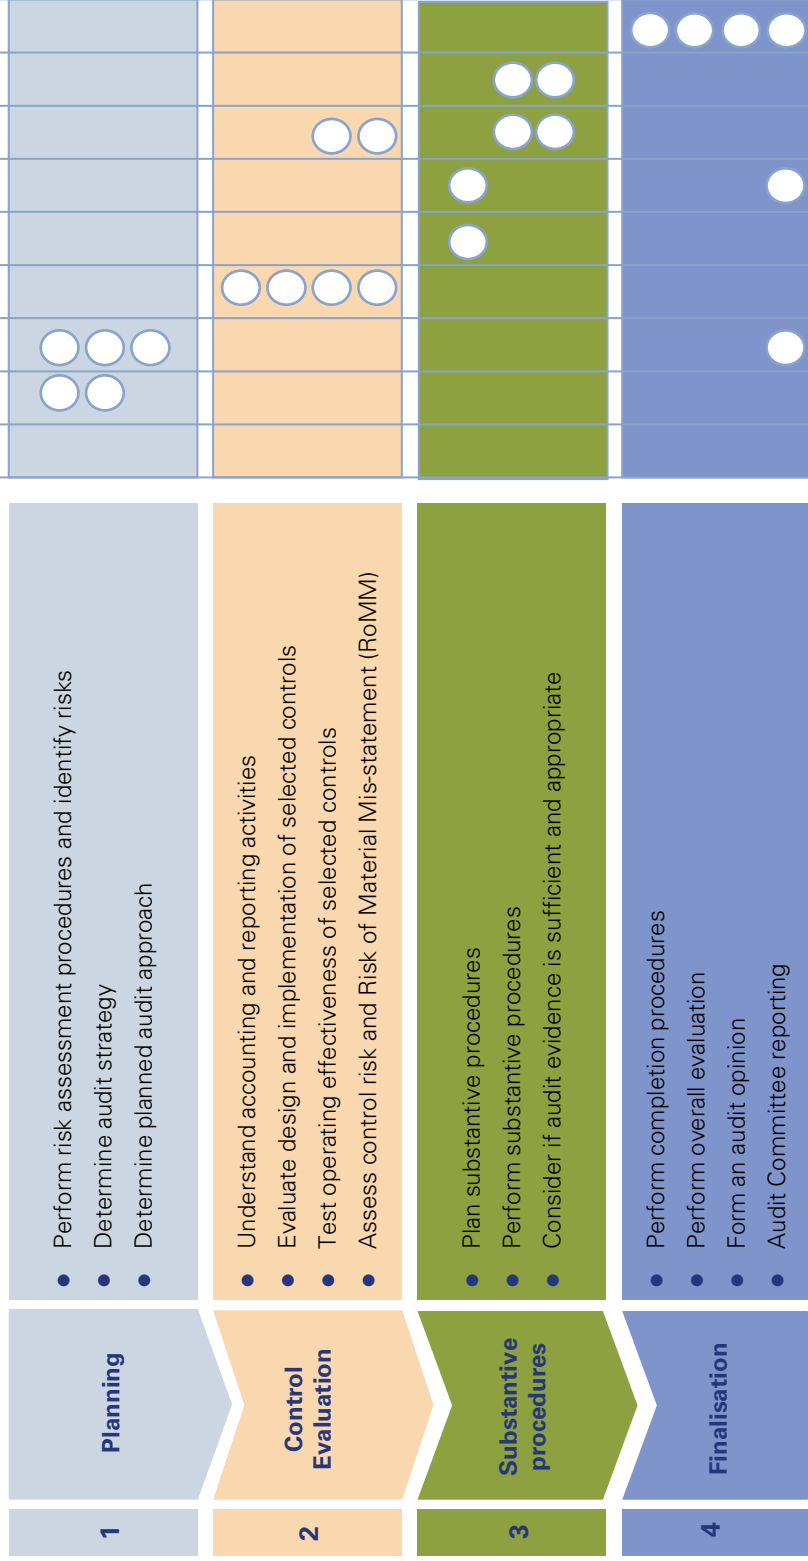 1
Planning
• Perform risk assessment procedures and identify risks
• Determine audit strategy
• Determine planned audit approach
2
Control
Evaluation
• Understand accounting and reporting activities
• Evaluate design and implementation of selected controls
• Test operating effectiveness of selected controls
• Assess control risk and Risk of Material Mis-statement (RoMM)
3
Substantive
procedures
• Plan substantive procedures
• Perform substantive procedures
• Consider if audit evidence is sufficient and appropriate
4
Finalisation
• Perform completion procedures
• Perform overall evaluation
• Form an audit opinion
• Audit Committee reporting